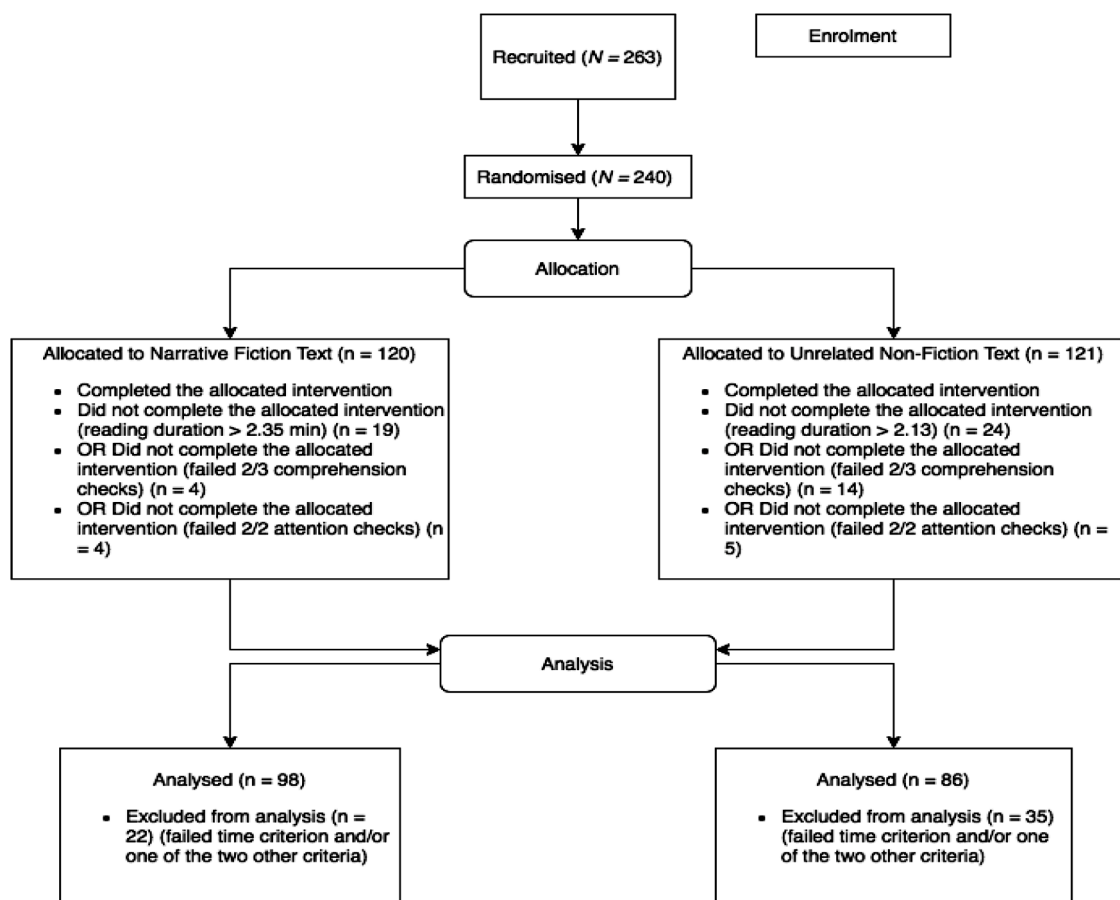 Recruited (N = 263)
Enrolment
Randomised (N = 240)
Allocation
Allocated to Narrative Fiction Text (n = 120)
• Completed the allocated intervention
• Did not complete the allocated intervention
(reading duration > 2.35 min) (n = 19)
• OR Did not complete the allocated
intervention (failed 2/3 comprehension
checks) (n = 4)
• OR Did not complete the allocated
intervention (failed 2/2 attention checks) (n
= 4)
Allocated to Unrelated Non-Fiction Text (n = 121)
• Completed the allocated intervention
• Did not complete the allocated intervention
(reading duration > 2.13) (n = 24)
• OR Did not complete the allocated
intervention (failed 2/3 comprehension
checks) (n = 14)
• OR Did not complete the allocated
intervention (failed 2/2 attention checks) (n =
5)
Analysis
Analysed (n = 98)
• Excluded from analysis (n =
22) (failed time criterion and/or
one of the two other criteria)
Analysed (n = 86)
• Excluded from analysis (n = 35)
(failed time criterion and/or one
of the two other criteria)